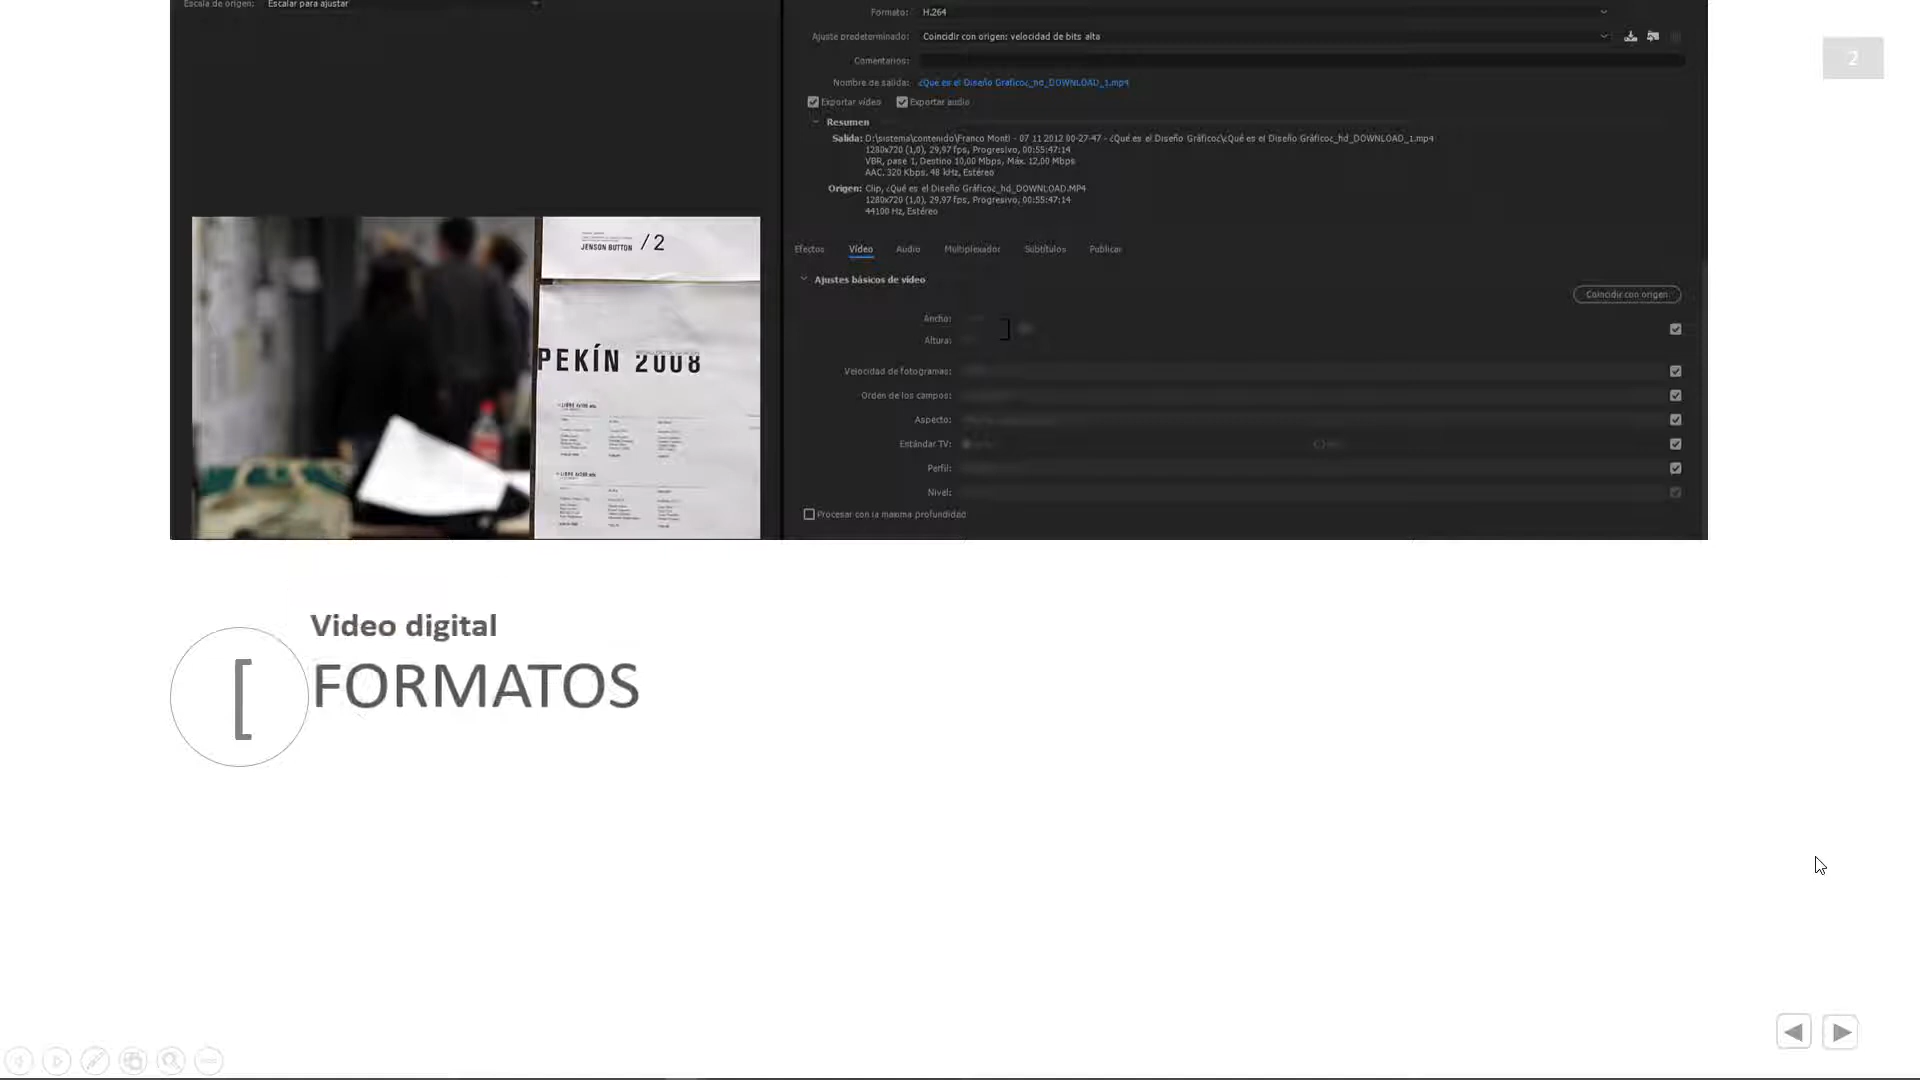 Escala de origen: Escalar para ajustar
Formato: H.264
2
Ajuste predeterminado: Coincidir con origen: velocidad de bits alta
Comentarios:
Nombre de salida: ¿Qué es el Diseño Gráfico¿_hd_DOWNLOAD_1.mp4
Exportar vídeo Exportar audio
Resumen
Salida: D:\sistema\contenido\Franco Monti - 07 11 2012 00-27-47 - ¿Qué es el Diseño Gráfico¿\¿Qué es el Diseño Gráfico¿_hd_DOWNLOAD_1.mp4
1280x720 (1,0), 29,97 fps, Progresivo, 00:55:47:14
VBR, pase 1, Destino 10,00 Mbps, Máx. 12,00 Mbps
AAC, 320 Kbps, 48 kHz, Estéreo
Origen: Clip, ¿Qué es el Diseño Gráfico¿_hd_DOWNLOAD.MP4
1280x720 (1,0), 29,97 fps, Progresivo, 00:55:47:14
44100 Hz, Estéreo
JENSON BUTTON /2
PEKÍN 2008
Efectos Vídeo Audio Multiplexador Subtítulos Publicar
Ajustes básicos de vídeo
Coincidir con origen
Ancho:
Altura:
Velocidad de fotogramas:
Orden de los campos:
Aspecto:
Estándar TV:
Perfil:
Nivel:
Procesar con la máxima profundidad
Video digital
[ FORMATOS